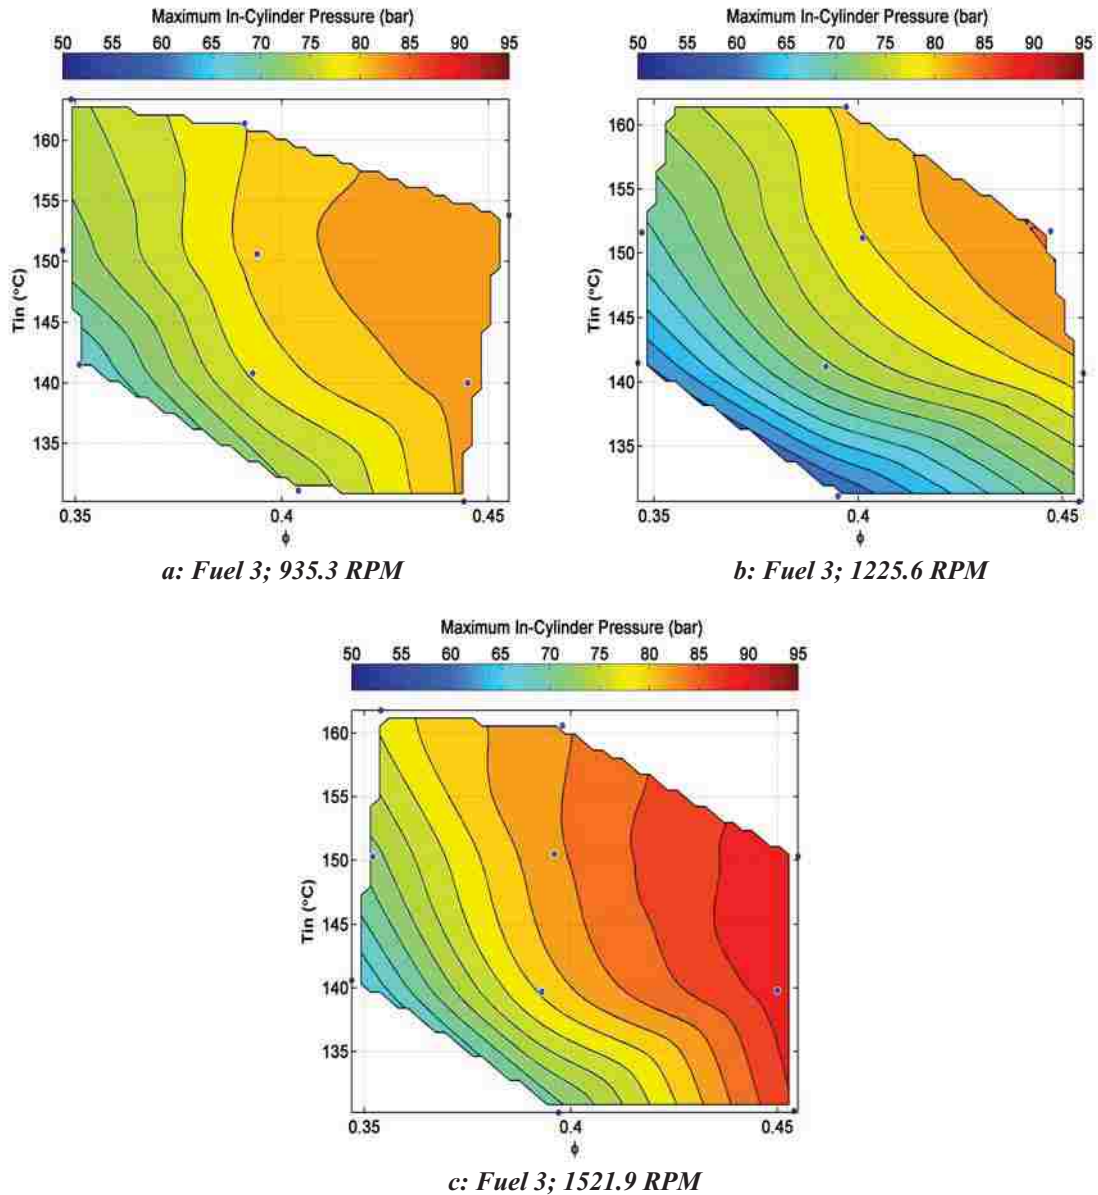 Maximum In-Cylinder Pressure (bar)
50 55 60 65 70 75 80 85 90 95
160
155
150
145
140
135
Tin (°C)
0.35 0.4 0.45
ϕ
a: Fuel 3; 935.3 RPM
Maximum In-Cylinder Pressure (bar)
50 55 60 65 70 75 80 85 90 95
160
155
150
145
140
135
Tin (°C)
0.35 0.4 0.45
ϕ
b: Fuel 3; 1225.6 RPM
Maximum In-Cylinder Pressure (bar)
50 55 60 65 70 75 80 85 90 95
160
155
150
145
140
135
Tin (°C)
0.35 0.4 0.45
ϕ
c: Fuel 3; 1521.9 RPM